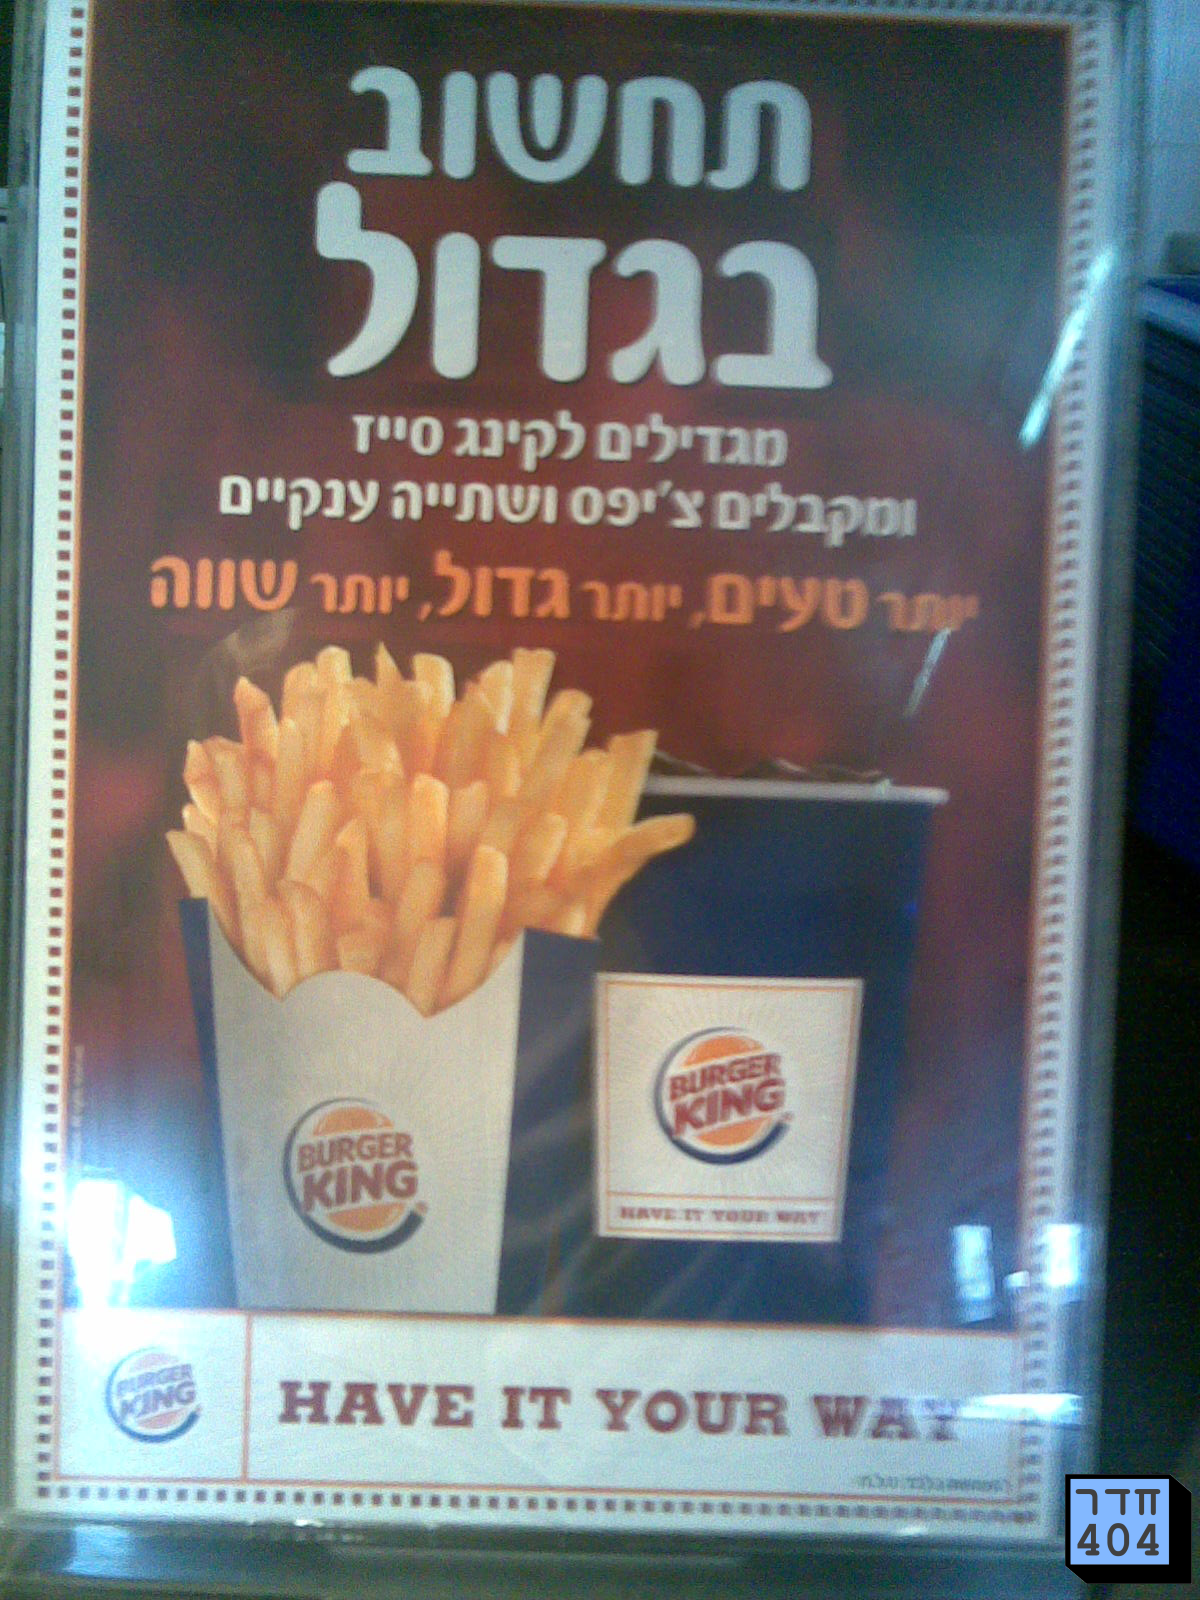 תחשוב
בגדול
מגדילים לקינג סייז
ומקבלים צ'יפס ושתייה ענקיים
יותר טעים, יותר גדול, יותר שווה
BURGER
KING
HAVE IT YOUR WAY
BURGER
KING
BURGER
KING
HAVE IT YOUR WAY
חדר
404